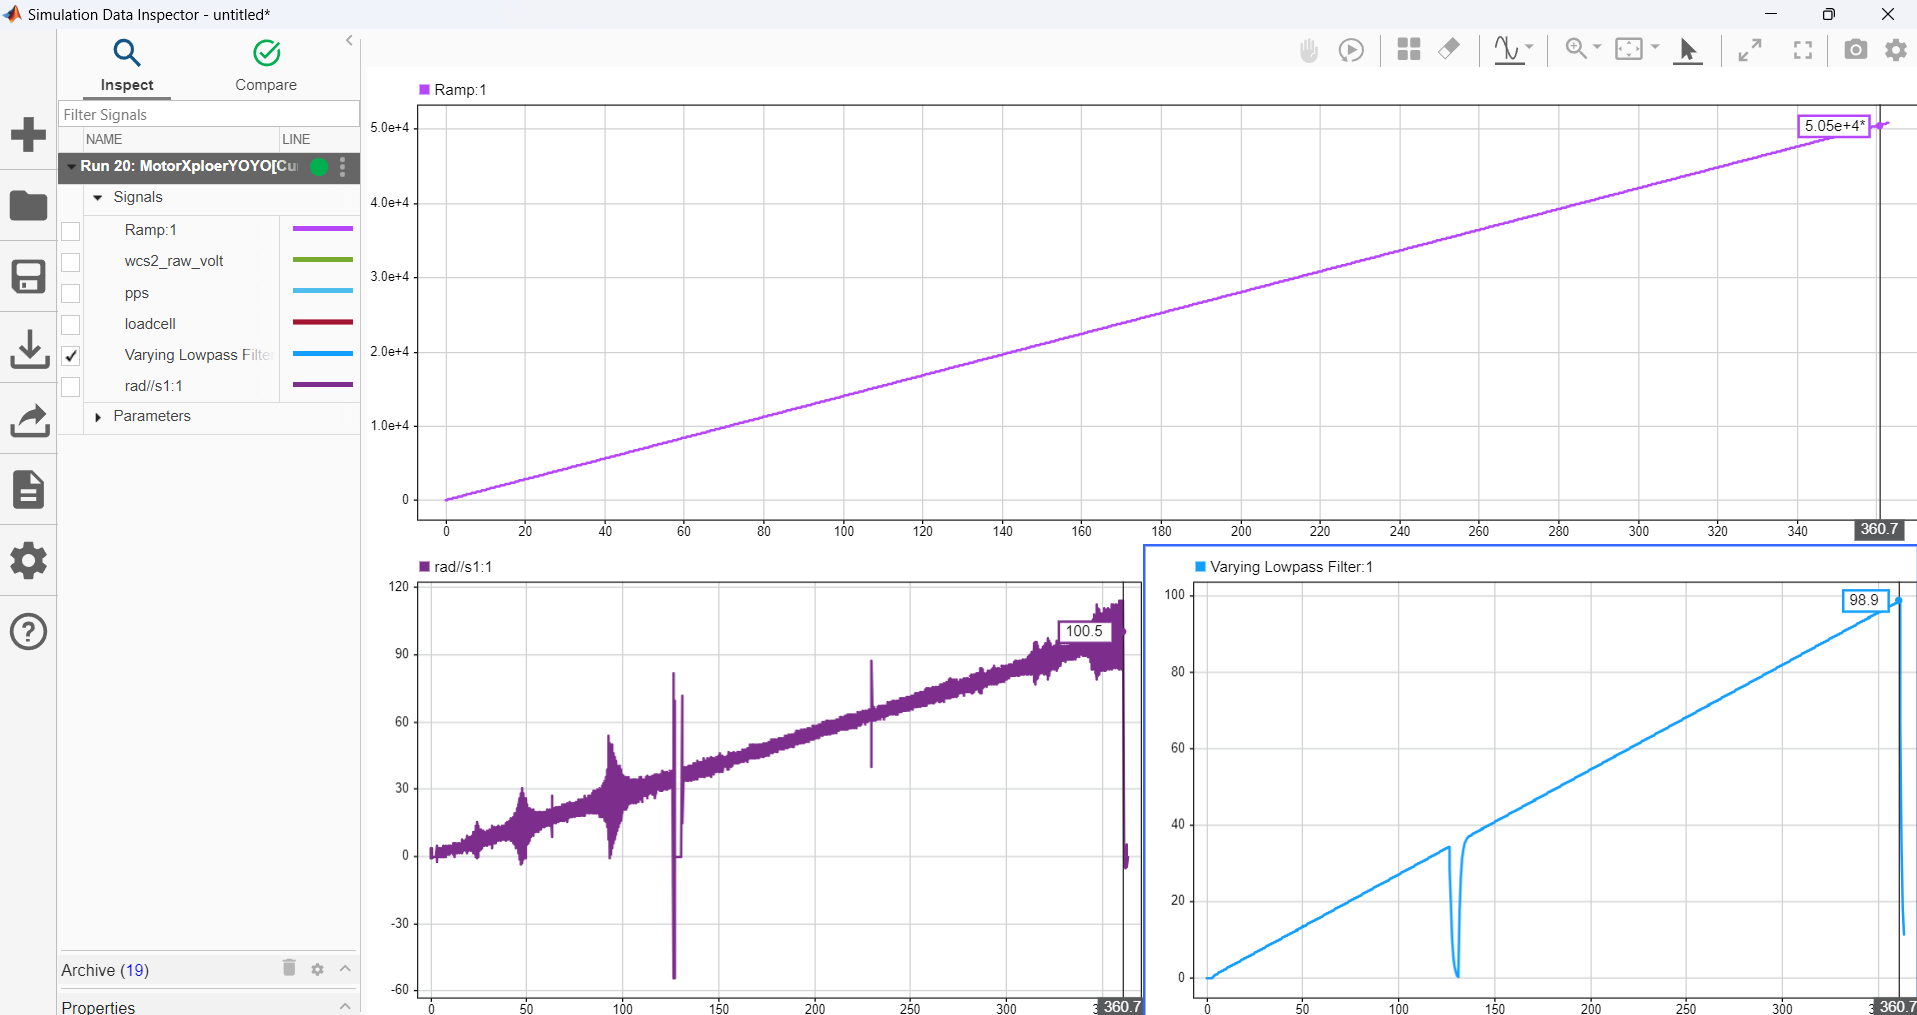 Simulation Data Inspector - untitled*
Inspect
Compare
Filter Signals
NAME
LINE
Run 20: MotorXploerYOYO[Cu
Signals
Ramp:1
wcs2_raw_volt
pps
loadcell
Varying Lowpass Filte
rad//s1:1
Parameters
Archive (19)
Properties
Ramp:1
5.0e+4
4.0e+4
3.0e+4
2.0e+4
1.0e+4
0
5.05e+4*
0 20 40 60 80 100 120 140 160 180 200 220 240 260 280 300 320 340 360.7
rad//s1:1
120
90
60
30
0
-30
-60
100.5
0 50 100 150 200 250 300 3 360.7
Varying Lowpass Filter:1
100
80
60
40
20
0
98.9
0 50 100 150 200 250 300 3 360.7